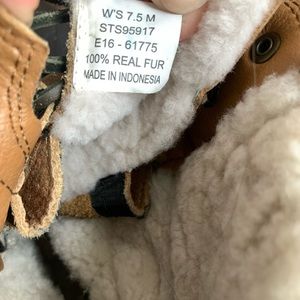 W'S 7.5 M
STS95917
E16 - 61775
100% REAL FUR
MADE IN INDONESIA